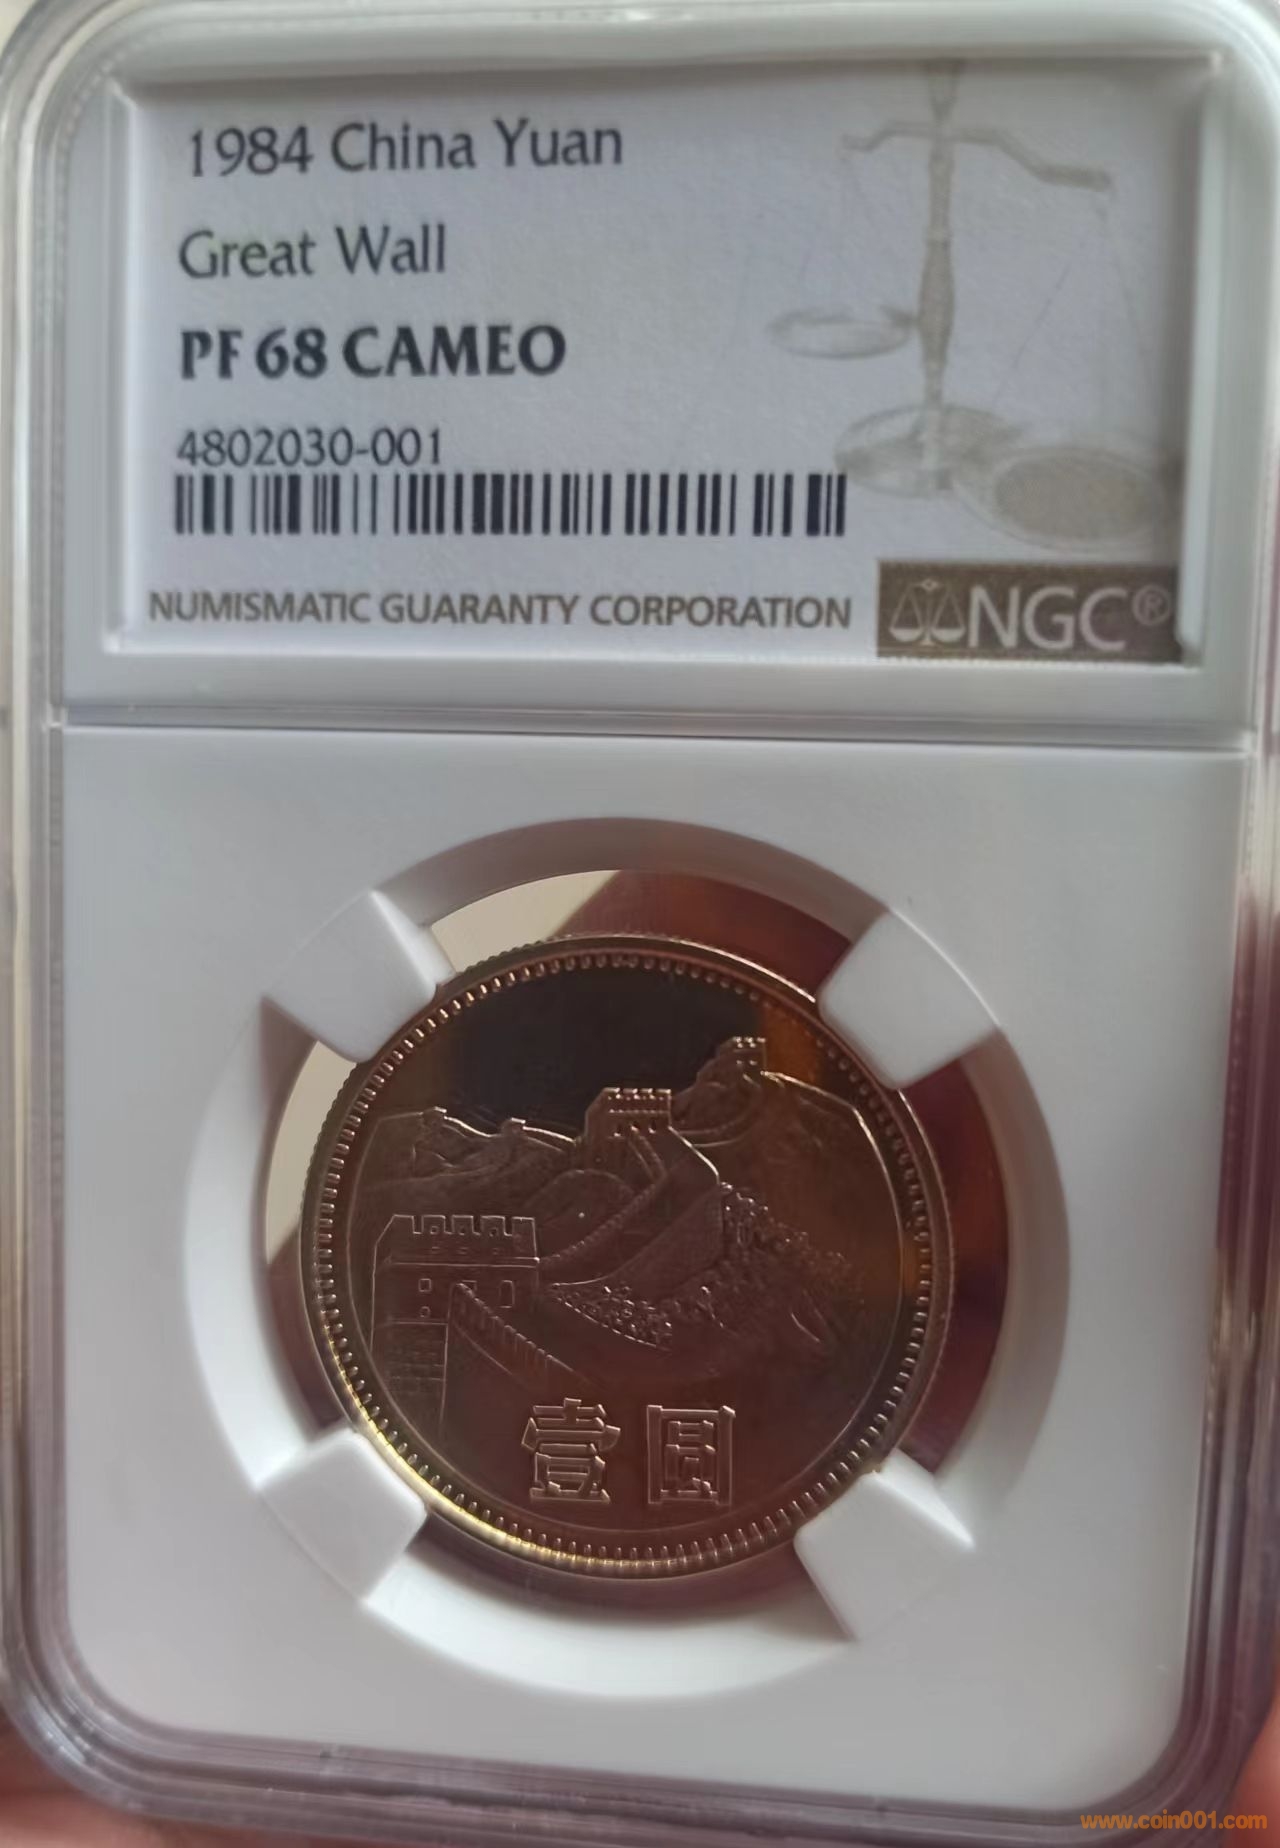 1984 China Yuan
Great Wall
PF 68 CAMEO
4802030-001
NUMISMATIC GUARANTY CORPORATION
NGC®
壹圆
www.coin001.com